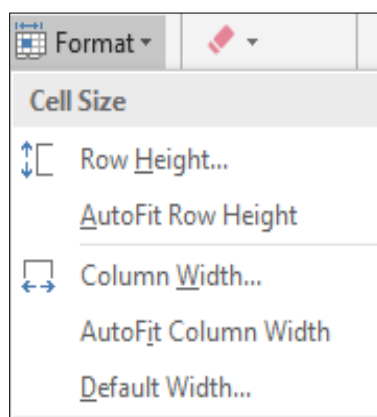 Format
Cell Size
Row Height...
AutoFit Row Height
Column Width...
AutoFit Column Width
Default Width...